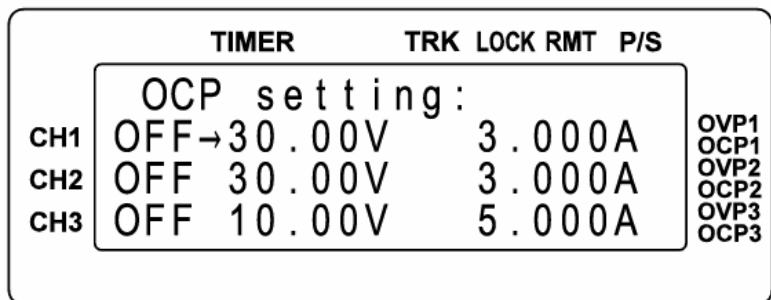 TIMER TRK LOCK RMT P/S
OCP setting:
CH1 OFF→30.00V 3.000A OVP1
OCP1
CH2 OFF 30.00V 3.000A OVP2
OCP2
CH3 OFF 10.00V 5.000A OVP3
OCP3